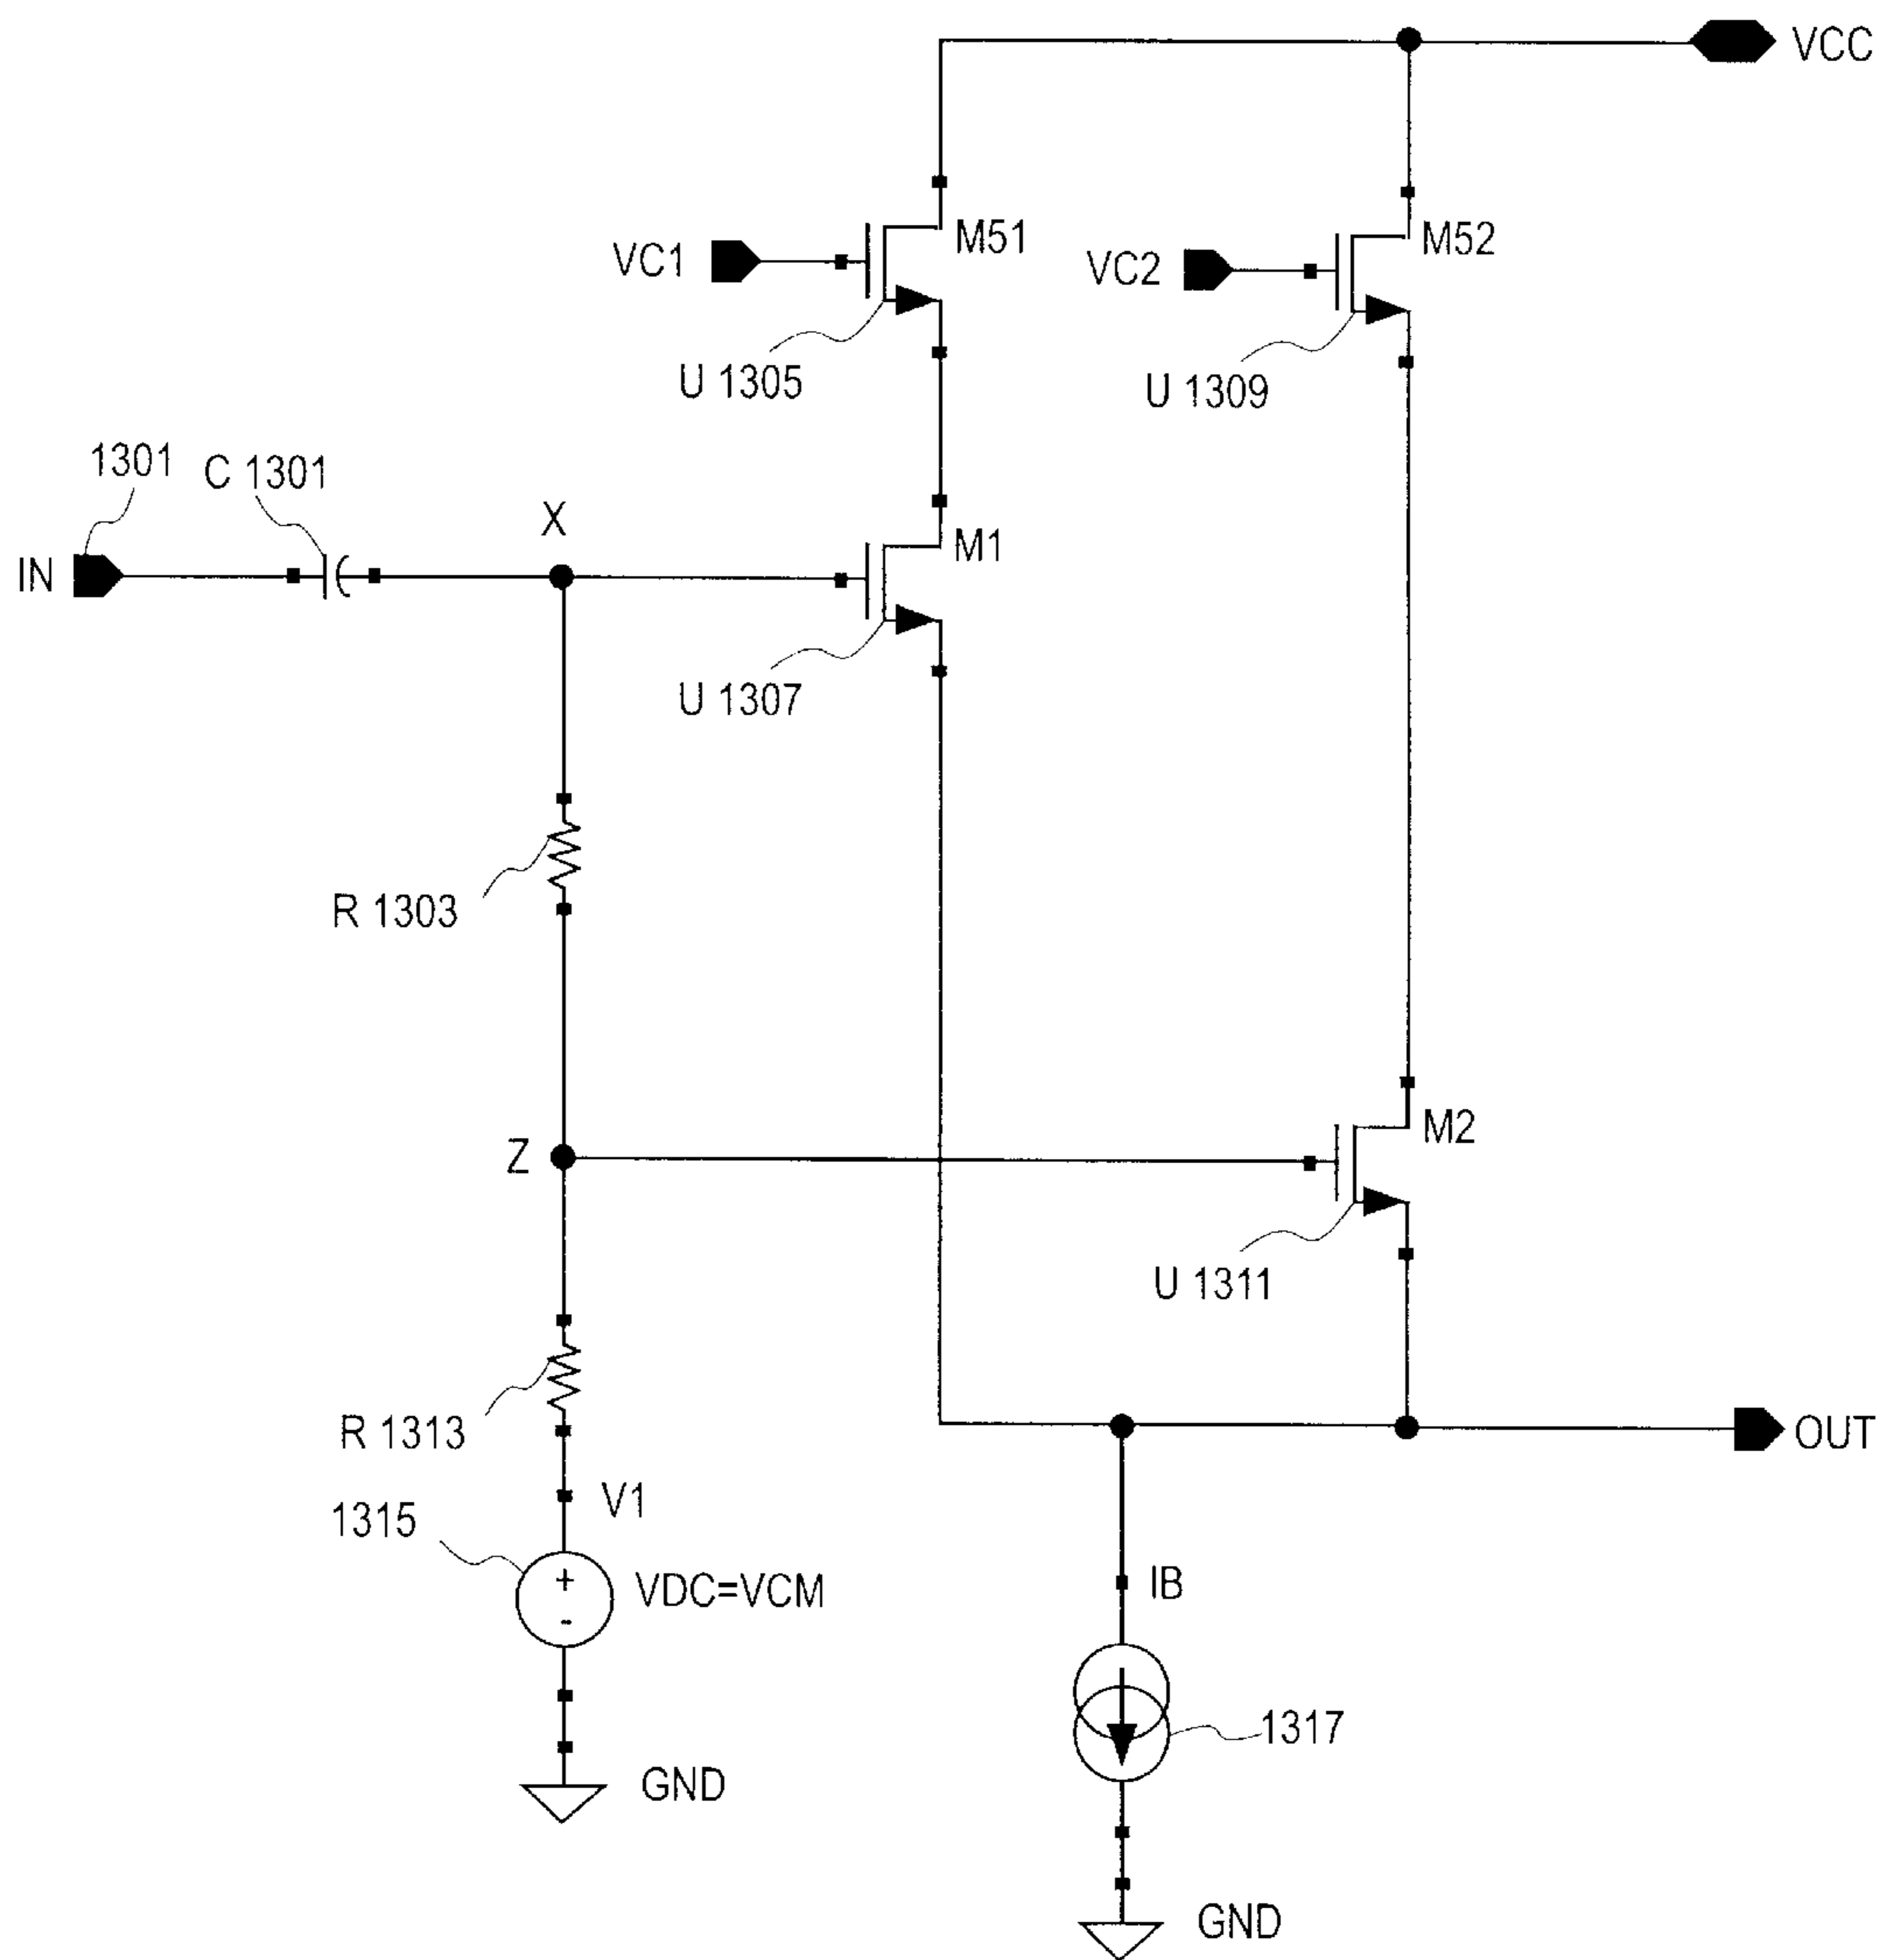 VCC
M51
M52
VC1
VC2
U 1305
U 1309
1301
C 1301
X
M1
IN
U 1307
R 1303
Z
M2
U 1311
R 1313
OUT
V1
1315
VDC=VCM
IB
+
-
1317
GND
GND